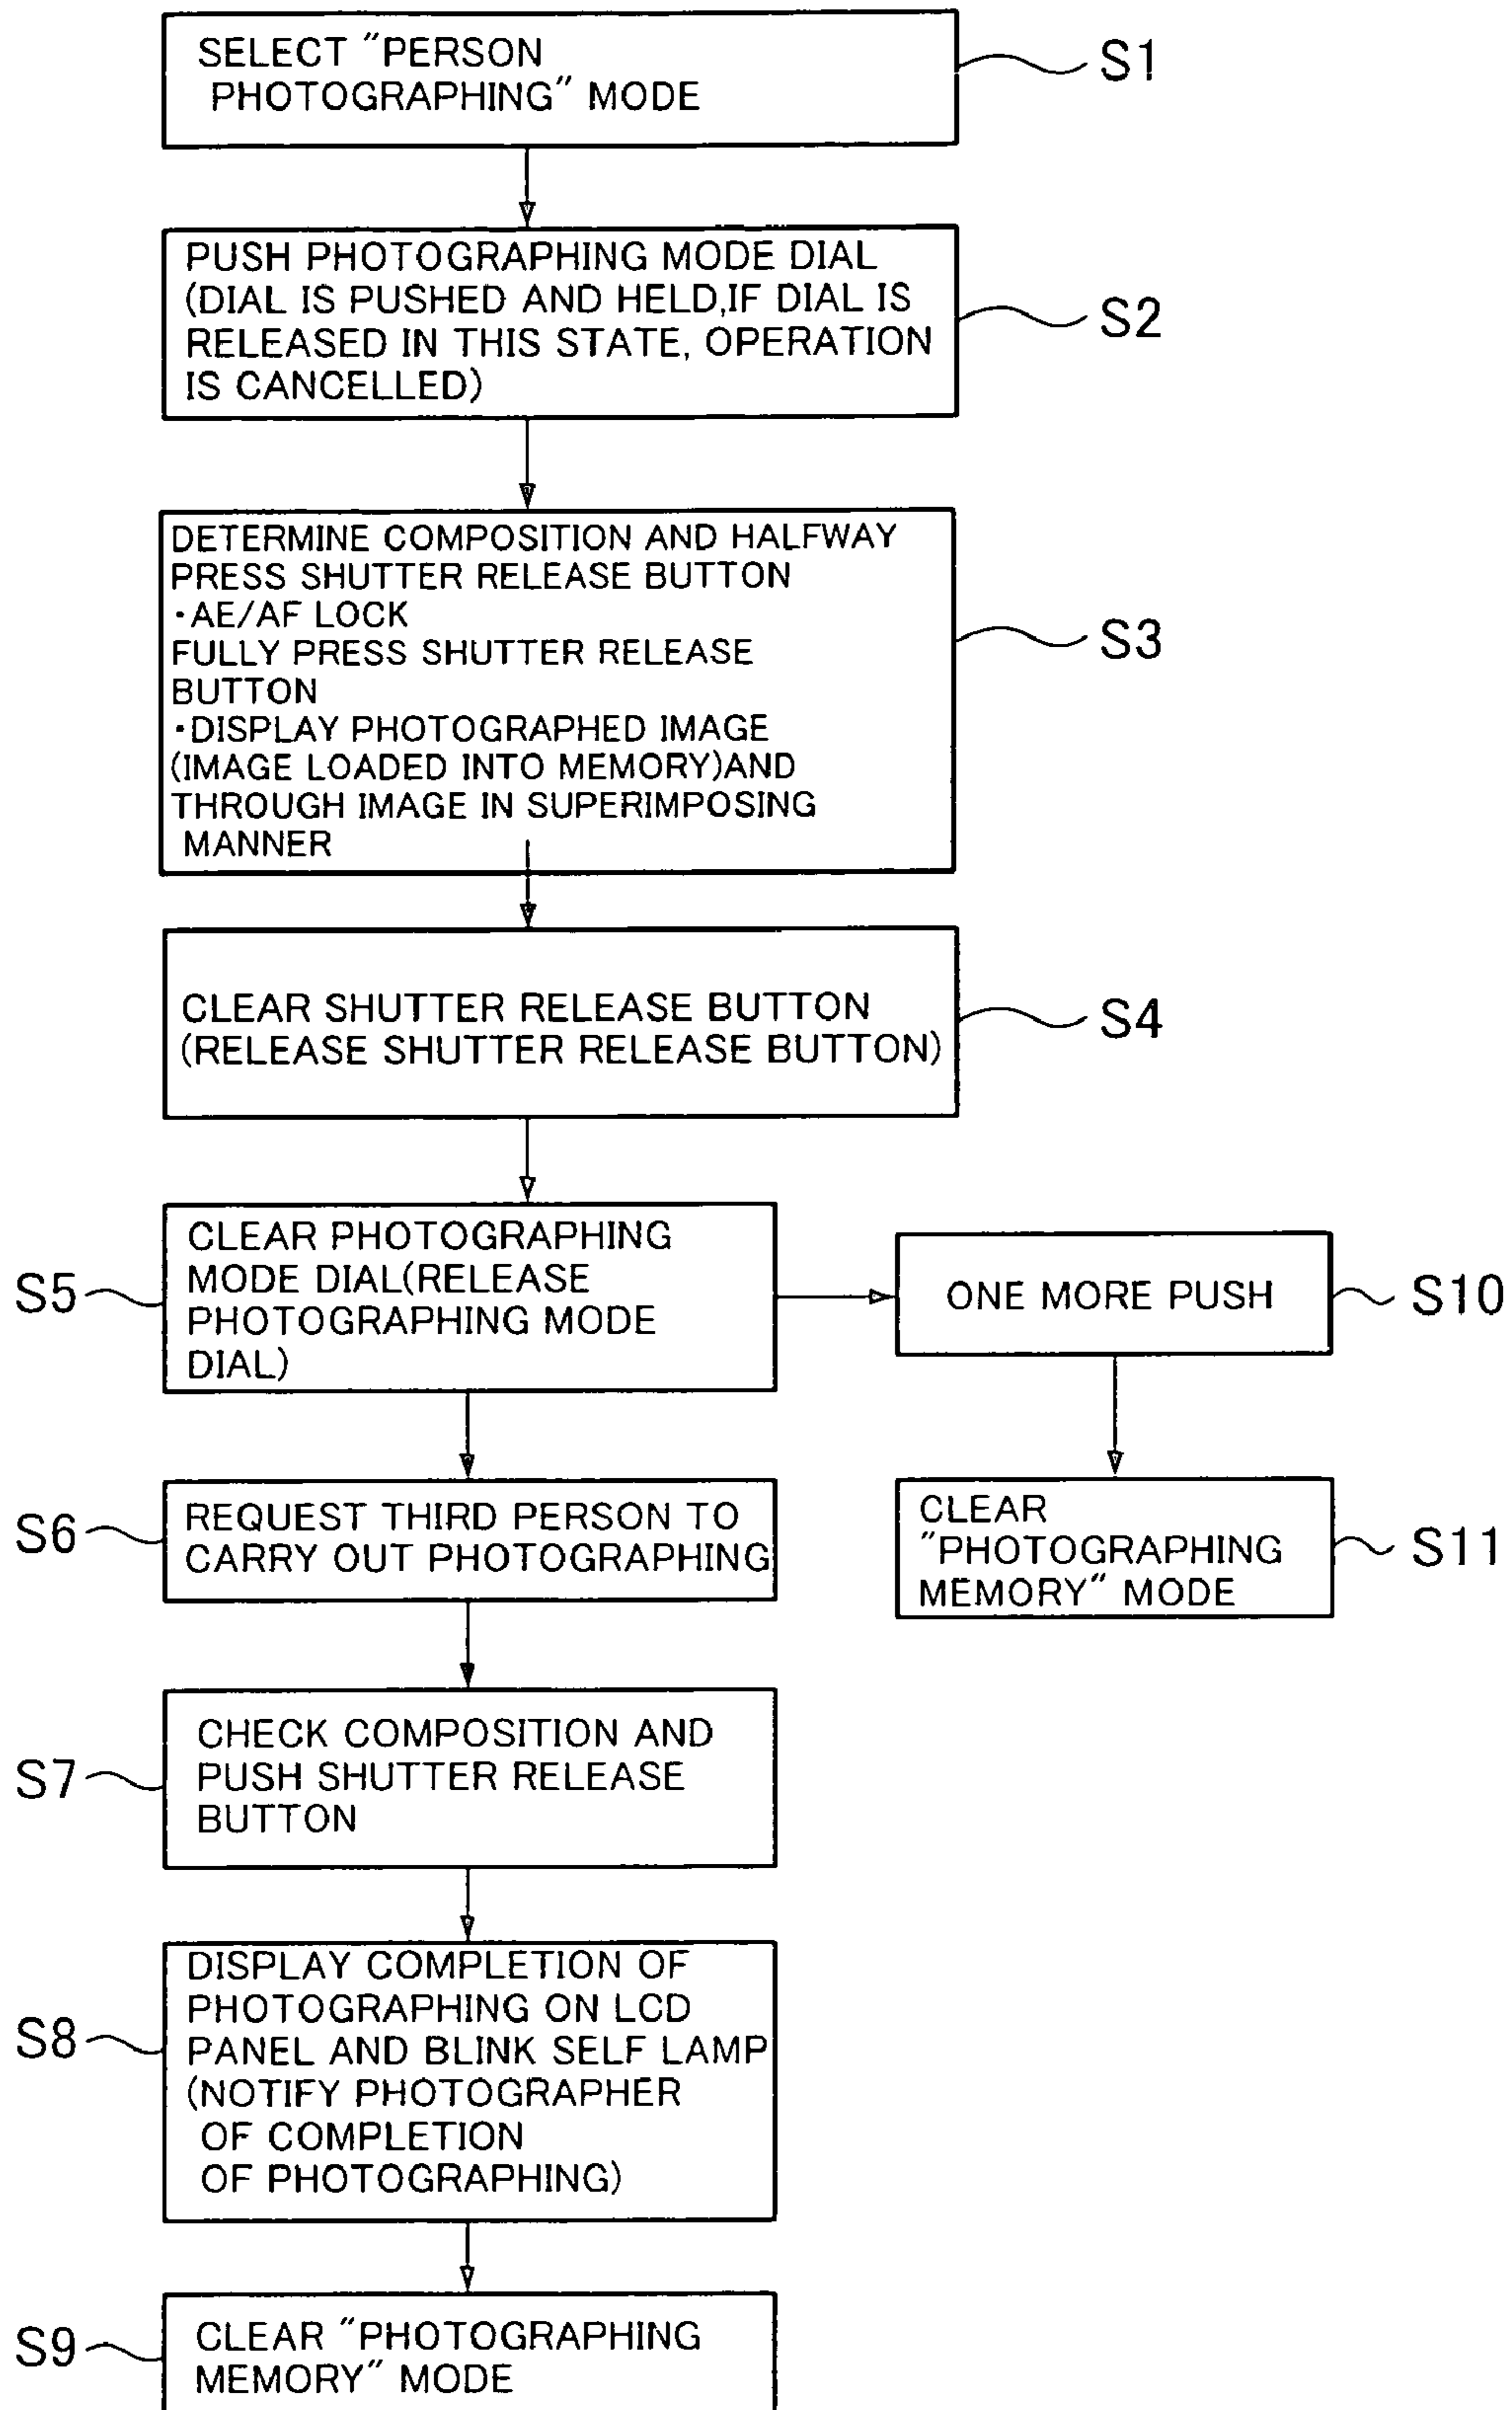 SELECT "PERSON
PHOTOGRAPHING" MODE
S1
PUSH PHOTOGRAPHING MODE DIAL
(DIAL IS PUSHED AND HELD,IF DIAL IS
RELEASED IN THIS STATE, OPERATION
IS CANCELLED)
S2
DETERMINE COMPOSITION AND HALFWAY
PRESS SHUTTER RELEASE BUTTON
・AE/AF LOCK
FULLY PRESS SHUTTER RELEASE
BUTTON
・DISPLAY PHOTOGRAPHED IMAGE
(IMAGE LOADED INTO MEMORY)AND
THROUGH IMAGE IN SUPERIMPOSING
MANNER
S3
CLEAR SHUTTER RELEASE BUTTON
(RELEASE SHUTTER RELEASE BUTTON)
S4
S5
CLEAR PHOTOGRAPHING
MODE DIAL(RELEASE
PHOTOGRAPHING MODE
DIAL)
ONE MORE PUSH
S10
S6
REQUEST THIRD PERSON TO
CARRY OUT PHOTOGRAPHING
CLEAR
"PHOTOGRAPHING
MEMORY" MODE
S11
S7
CHECK COMPOSITION AND
PUSH SHUTTER RELEASE
BUTTON
S8
DISPLAY COMPLETION OF
PHOTOGRAPHING ON LCD
PANEL AND BLINK SELF LAMP
(NOTIFY PHOTOGRAPHER
OF COMPLETION
OF PHOTOGRAPHING)
S9
CLEAR "PHOTOGRAPHING
MEMORY" MODE